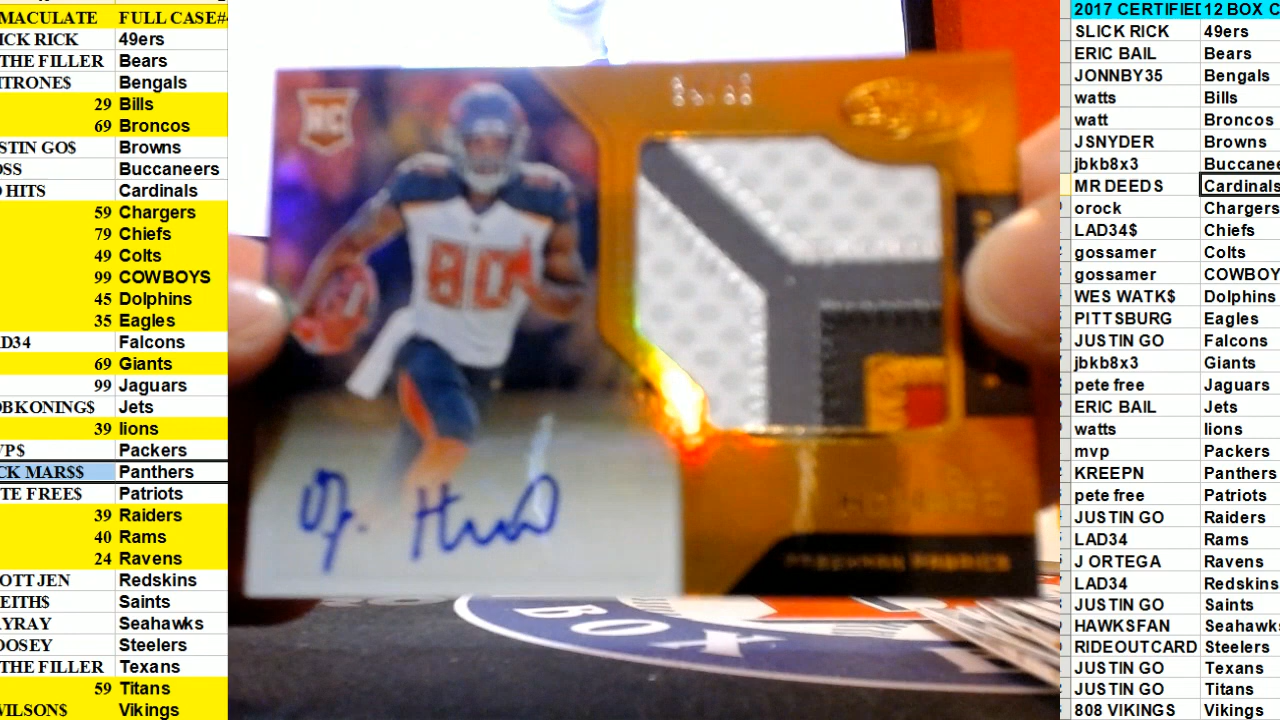 MACULATE FULL CASE#
ICK RICK 49ers
THE FILLER Bears
ITRONE$ Bengals
29 Bills
69 Broncos
STIN GO$ Browns
OSS Buccaneers
O HITS Cardinals
59 Chargers
79 Chiefs
49 Colts
99 COWBOYS
45 Dolphins
35 Eagles
D34 Falcons
69 Giants
99 Jaguars
OBKONING$ Jets
39 lions
VP$ Packers
CK MAR$$ Panthers
TE FREE$ Patriots
39 Raiders
40 Rams
24 Ravens
OTT JEN Redskins
EITH$ Saints
AYRAY Seahawks
OOSEY Steelers
THE FILLER Texans
59 Titans
WILSON$ Vikings
RC
80
PRECISION FABRICS
BOX
2017 CERTIFIED 12 BOX C
SLICK RICK 49ers
ERIC BAIL Bears
JONNBY35 Bengals
watts Bills
watt Broncos
JSNYDER Browns
jbkb8x3 Buccanee
MR DEEDS Cardinals
orock Chargers
LAD34$ Chiefs
gossamer Colts
gossamer COWBOY
WES WATK$ Dolphins
PITTSBURG Eagles
JUSTIN GO Falcons
jbkb8x3 Giants
pete free Jaguars
ERIC BAIL Jets
watts lions
mvp Packers
KREEPN Panthers
pete free Patriots
JUSTIN GO Raiders
LAD34 Rams
J ORTEGA Ravens
LAD34 Redskins
JUSTIN GO Saints
HAWKSFAN Seahawks
RIDEOUTCARD Steelers
JUSTIN GO Texans
JUSTIN GO Titans
808 VIKINGS Vikings